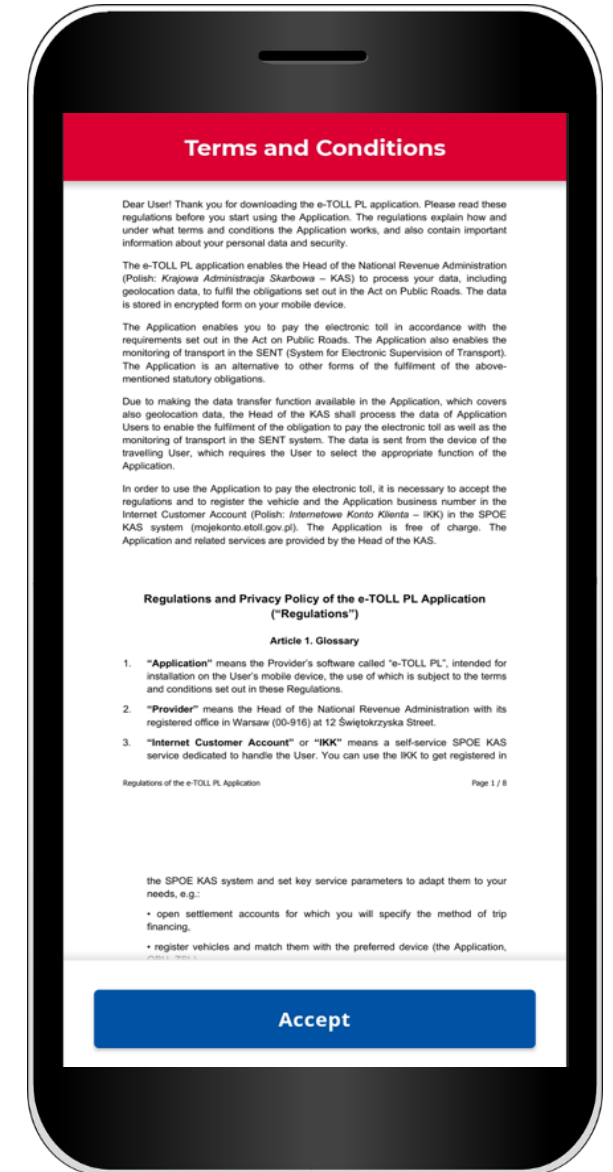 Terms and Conditions
Dear User! Thank you for downloading the e-TOLL PL application. Please read these
regulations before you start using the Application. The regulations explain how and
under what terms and conditions the Application works, and also contain important
information about your personal data and security.
The e-TOLL PL application enables the Head of the National Revenue Administration
(Polish: Krajowa Administracja Skarbowa – KAS) to process your data, including
geolocation data, to fulfil the obligations set out in the Act on Public Roads. The data
is stored in encrypted form on your mobile device.
The Application enables you to pay the electronic toll in accordance with the
requirements set out in the Act on Public Roads. The Application also enables the
monitoring of transport in the SENT (System for Electronic Supervision of Transport).
The Application is an alternative to other forms of the fulfilment of the above-
mentioned statutory obligations.
Due to making the data transfer function available in the Application, which covers
also geolocation data, the Head of the KAS shall process the data of Application
Users to enable the fulfilment of the obligation to pay the electronic toll as well as the
monitoring of transport in the SENT system. The data is sent from the device of the
travelling User, which requires the User to select the appropriate function of the
Application.
In order to use the Application to pay the electronic toll, it is necessary to accept the
regulations and to register the vehicle and the Application business number in the
Internet Customer Account (Polish: Internetowe Konto Klienta – IKK) in the SPOE
KAS system (mojekonto.etoll.gov.pl). The Application is free of charge. The
Application and related services are provided by the Head of the KAS.
Regulations and Privacy Policy of the e-TOLL PL Application
(“Regulations”)
Article 1. Glossary
1. “Application” means the Provider's software called “e-TOLL PL”, intended for
installation on the User's mobile device, the use of which is subject to the terms
and conditions set out in these Regulations.
2. “Provider” means the Head of the National Revenue Administration with its
registered office in Warsaw (00-916) at 12 Świętokrzyska Street.
3. “Internet Customer Account” or “IKK” means a self-service SPOE KAS
service dedicated to handle the User. You can use the IKK to get registered in
Regulations of the e-TOLL PL Application Page 1 / 8
the SPOE KAS system and set key service parameters to adapt them to your
needs, e.g.:
• open settlement accounts for which you will specify the method of trip
financing,
• register vehicles and match them with the preferred device (the Application,
Accept